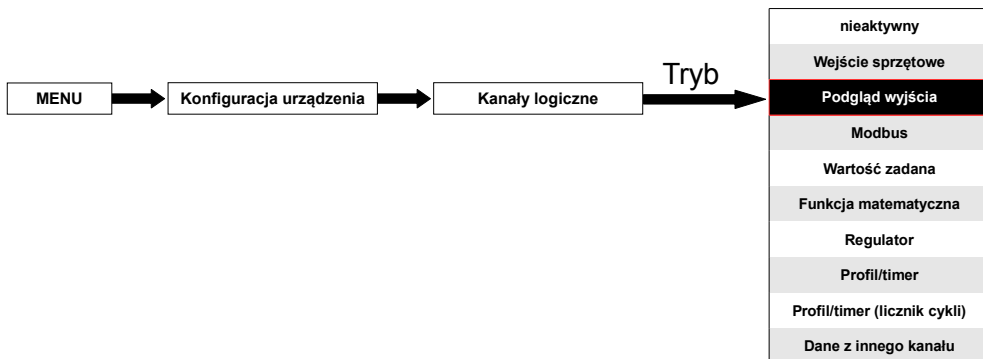 MENU
Konfiguracja urządzenia
Kanały logiczne
Tryb
nieaktywny
Wejście sprzętowe
Podgląd wyjścia
Modbus
Wartość zadana
Funkcja matematyczna
Regulator
Profil/timer
Profil/timer (licznik cykli)
Dane z innego kanału